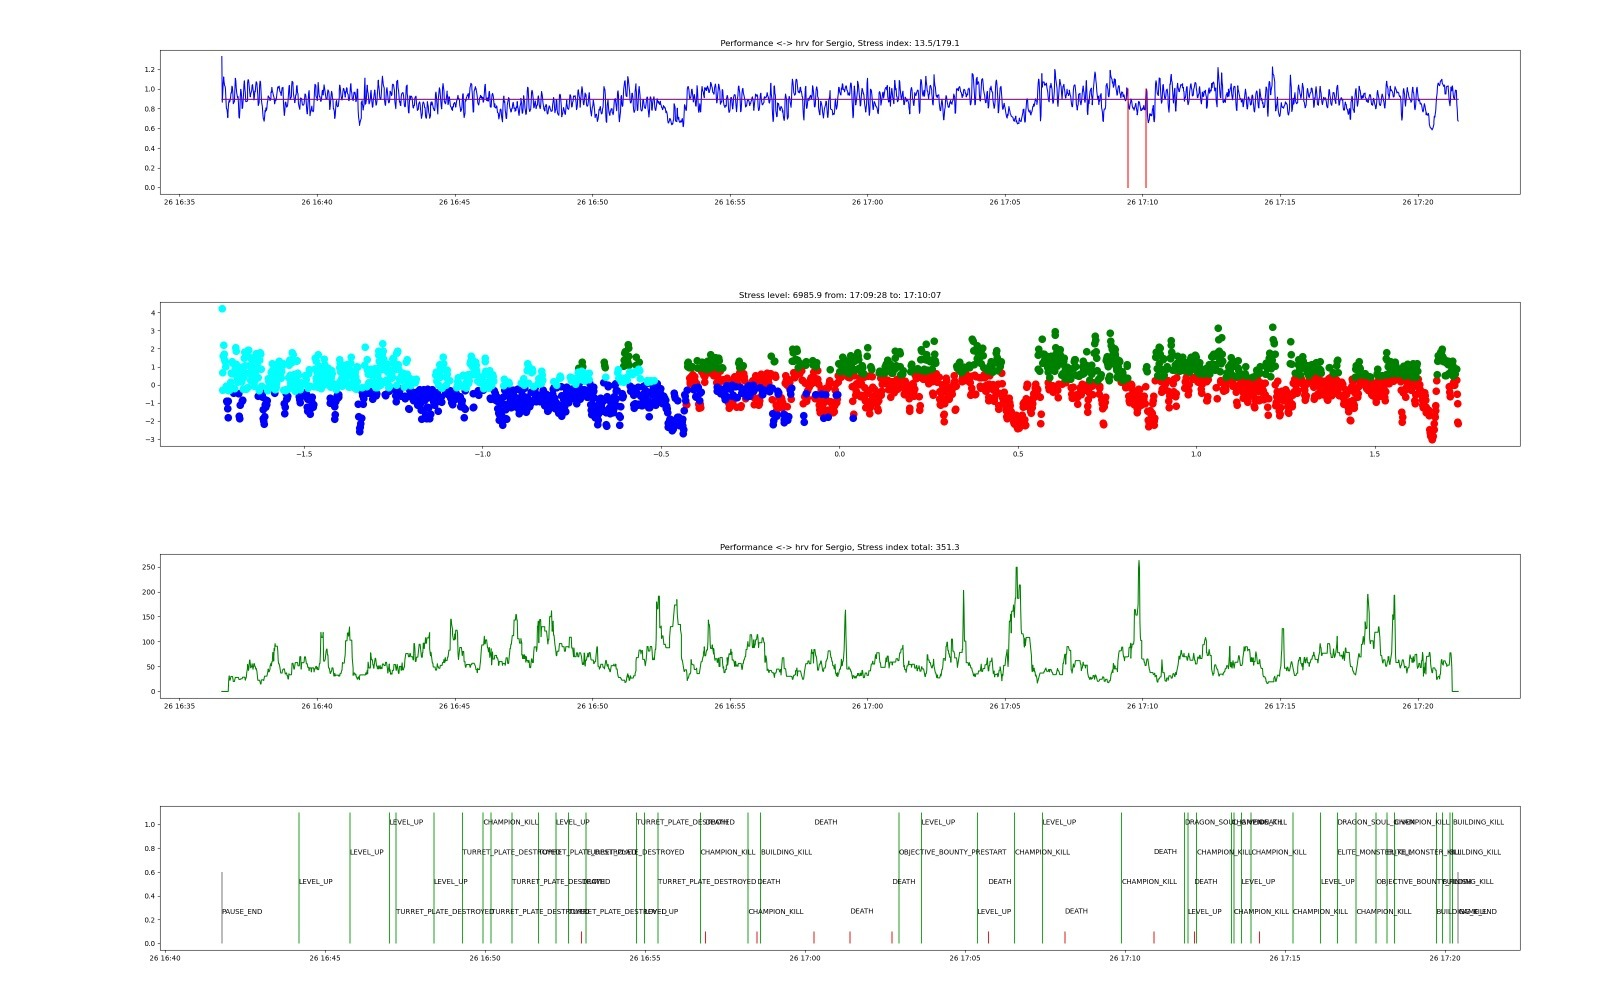 Performance <-> hrv for Sergio, Stress index: 13.5/179.1
1.2
1.0
0.8
0.6
0.4
0.2
0.0
26 16:35 26 16:40 26 16:45 26 16:50 26 16:55 26 17:00 26 17:05 26 17:10 26 17:15 26 17:20
Stress level: 6985.9 from: 17:09:28 to: 17:10:07
4
3
2
1
0
−1
−2
−3
−1.5 −1.0 −0.5 0.0 0.5 1.0 1.5
Performance <-> hrv for Sergio, Stress index total: 351.3
250
200
150
100
50
0
26 16:35 26 16:40 26 16:45 26 16:50 26 16:55 26 17:00 26 17:05 26 17:10 26 17:15 26 17:20
1.0 LEVEL_UP CHAMPION_KILL LEVEL_UP DEATH LEVEL_UP LEVEL_UP BUILDING_KILL
0.8 LEVEL_UP CHAMPION_KILL BUILDING_KILL OBJECTIVE_BOUNTY_PRESTART CHAMPION_KILL DEATH CHAMPION_KILL CHAMPION_KILL BUILDING_KILL
0.6 LEVEL_UP LEVEL_UP TURRET_PLATE_DESTROYED DEATH DEATH DEATH CHAMPION_KILL DEATH LEVEL_UP LEVEL_UP
0.4
0.2 PAUSE_END TURRET_PLATE_DESTROYED CHAMPION_KILL DEATH LEVEL_UP DEATH LEVEL_UP CHAMPION_KILL CHAMPION_KILL CHAMPION_KILL
0.0
26 16:40 26 16:45 26 16:50 26 16:55 26 17:00 26 17:05 26 17:10 26 17:15 26 17:20